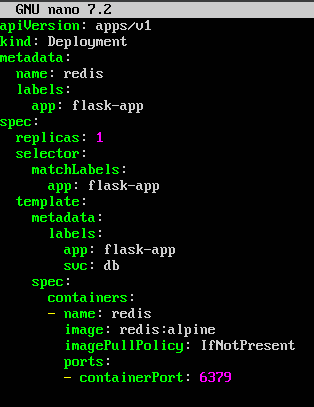 GNU nano 7.2
apiVersion: apps/v1
kind: Deployment
metadata:
  name: redis
  labels:
    app: flask-app
spec:
  replicas: 1
  selector:
    matchLabels:
      app: flask-app
  template:
    metadata:
      labels:
        app: flask-app
        svc: db
    spec:
      containers:
      - name: redis
        image: redis:alpine
        imagePullPolicy: IfNotPresent
        ports:
        - containerPort: 6379